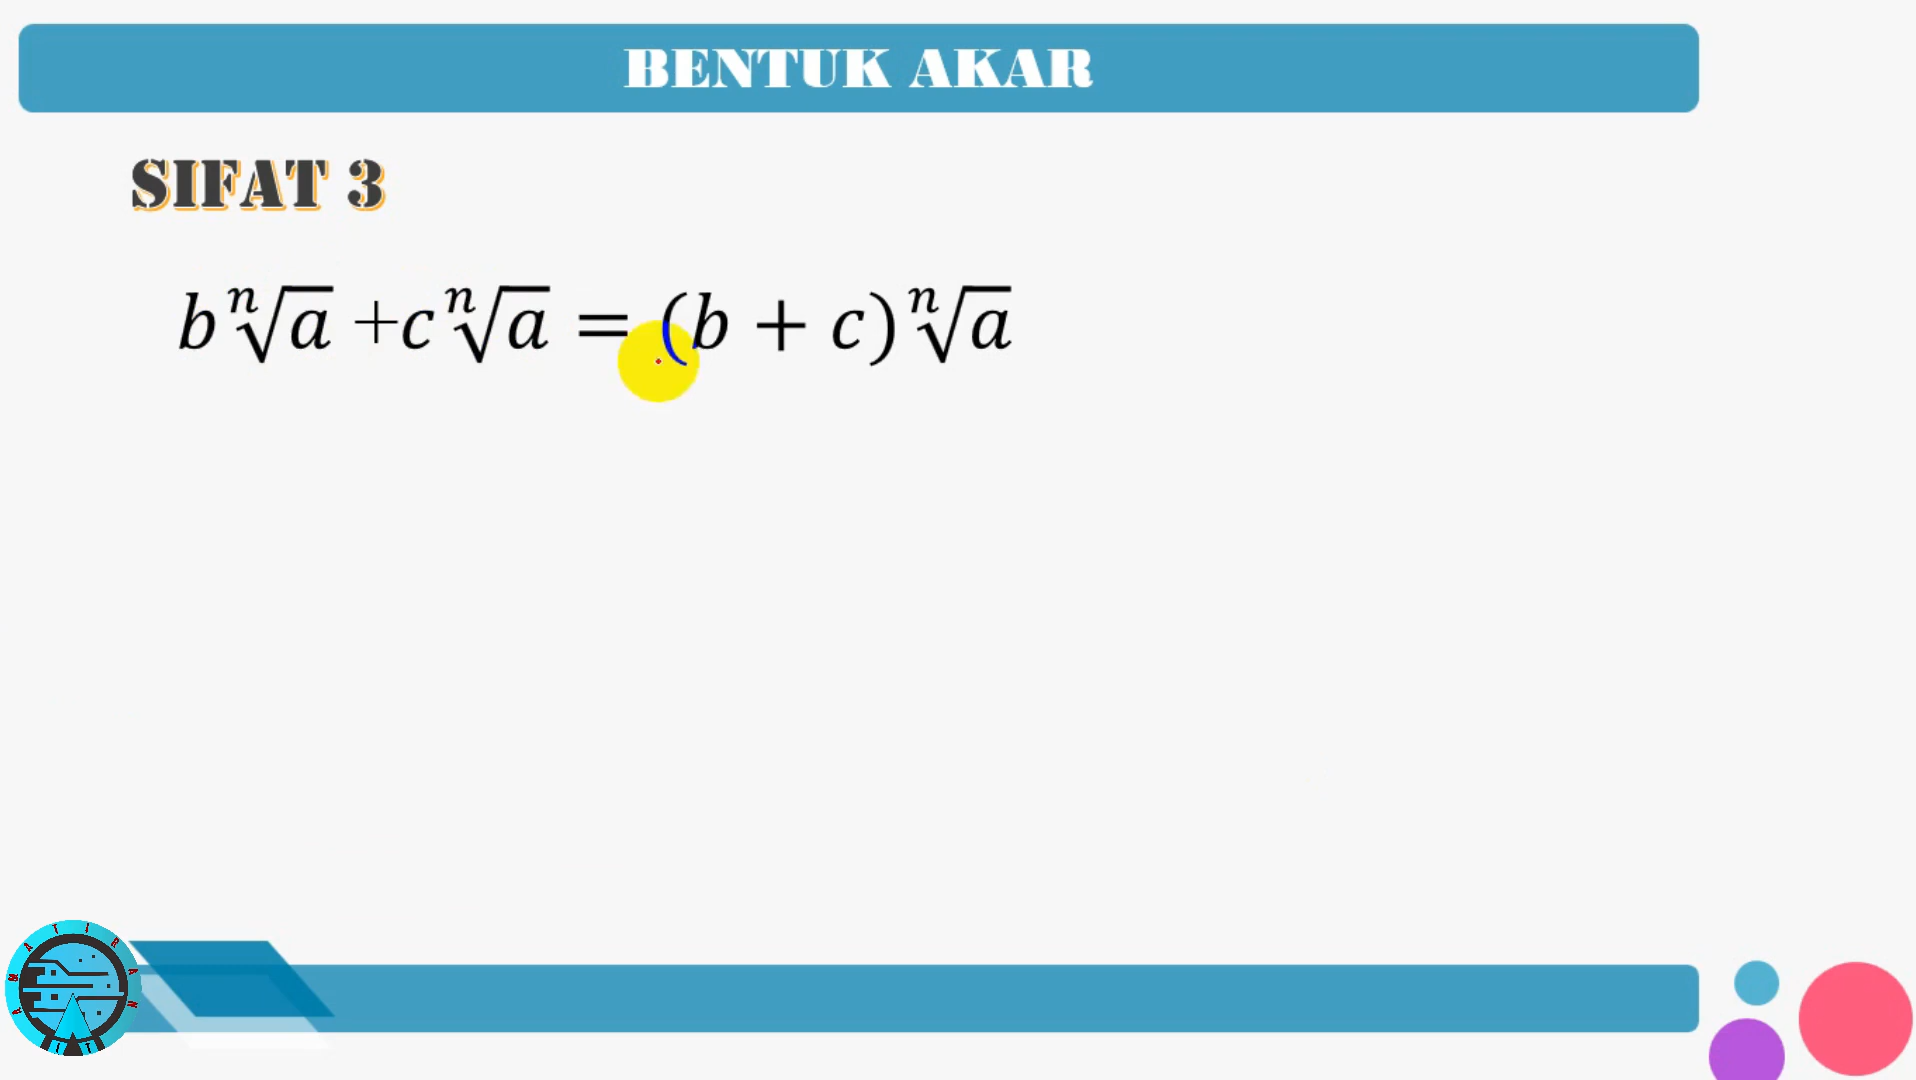 BENTUK AKAR
SIFAT 3
b ⁿ√a + c ⁿ√a = (b + c) ⁿ√a